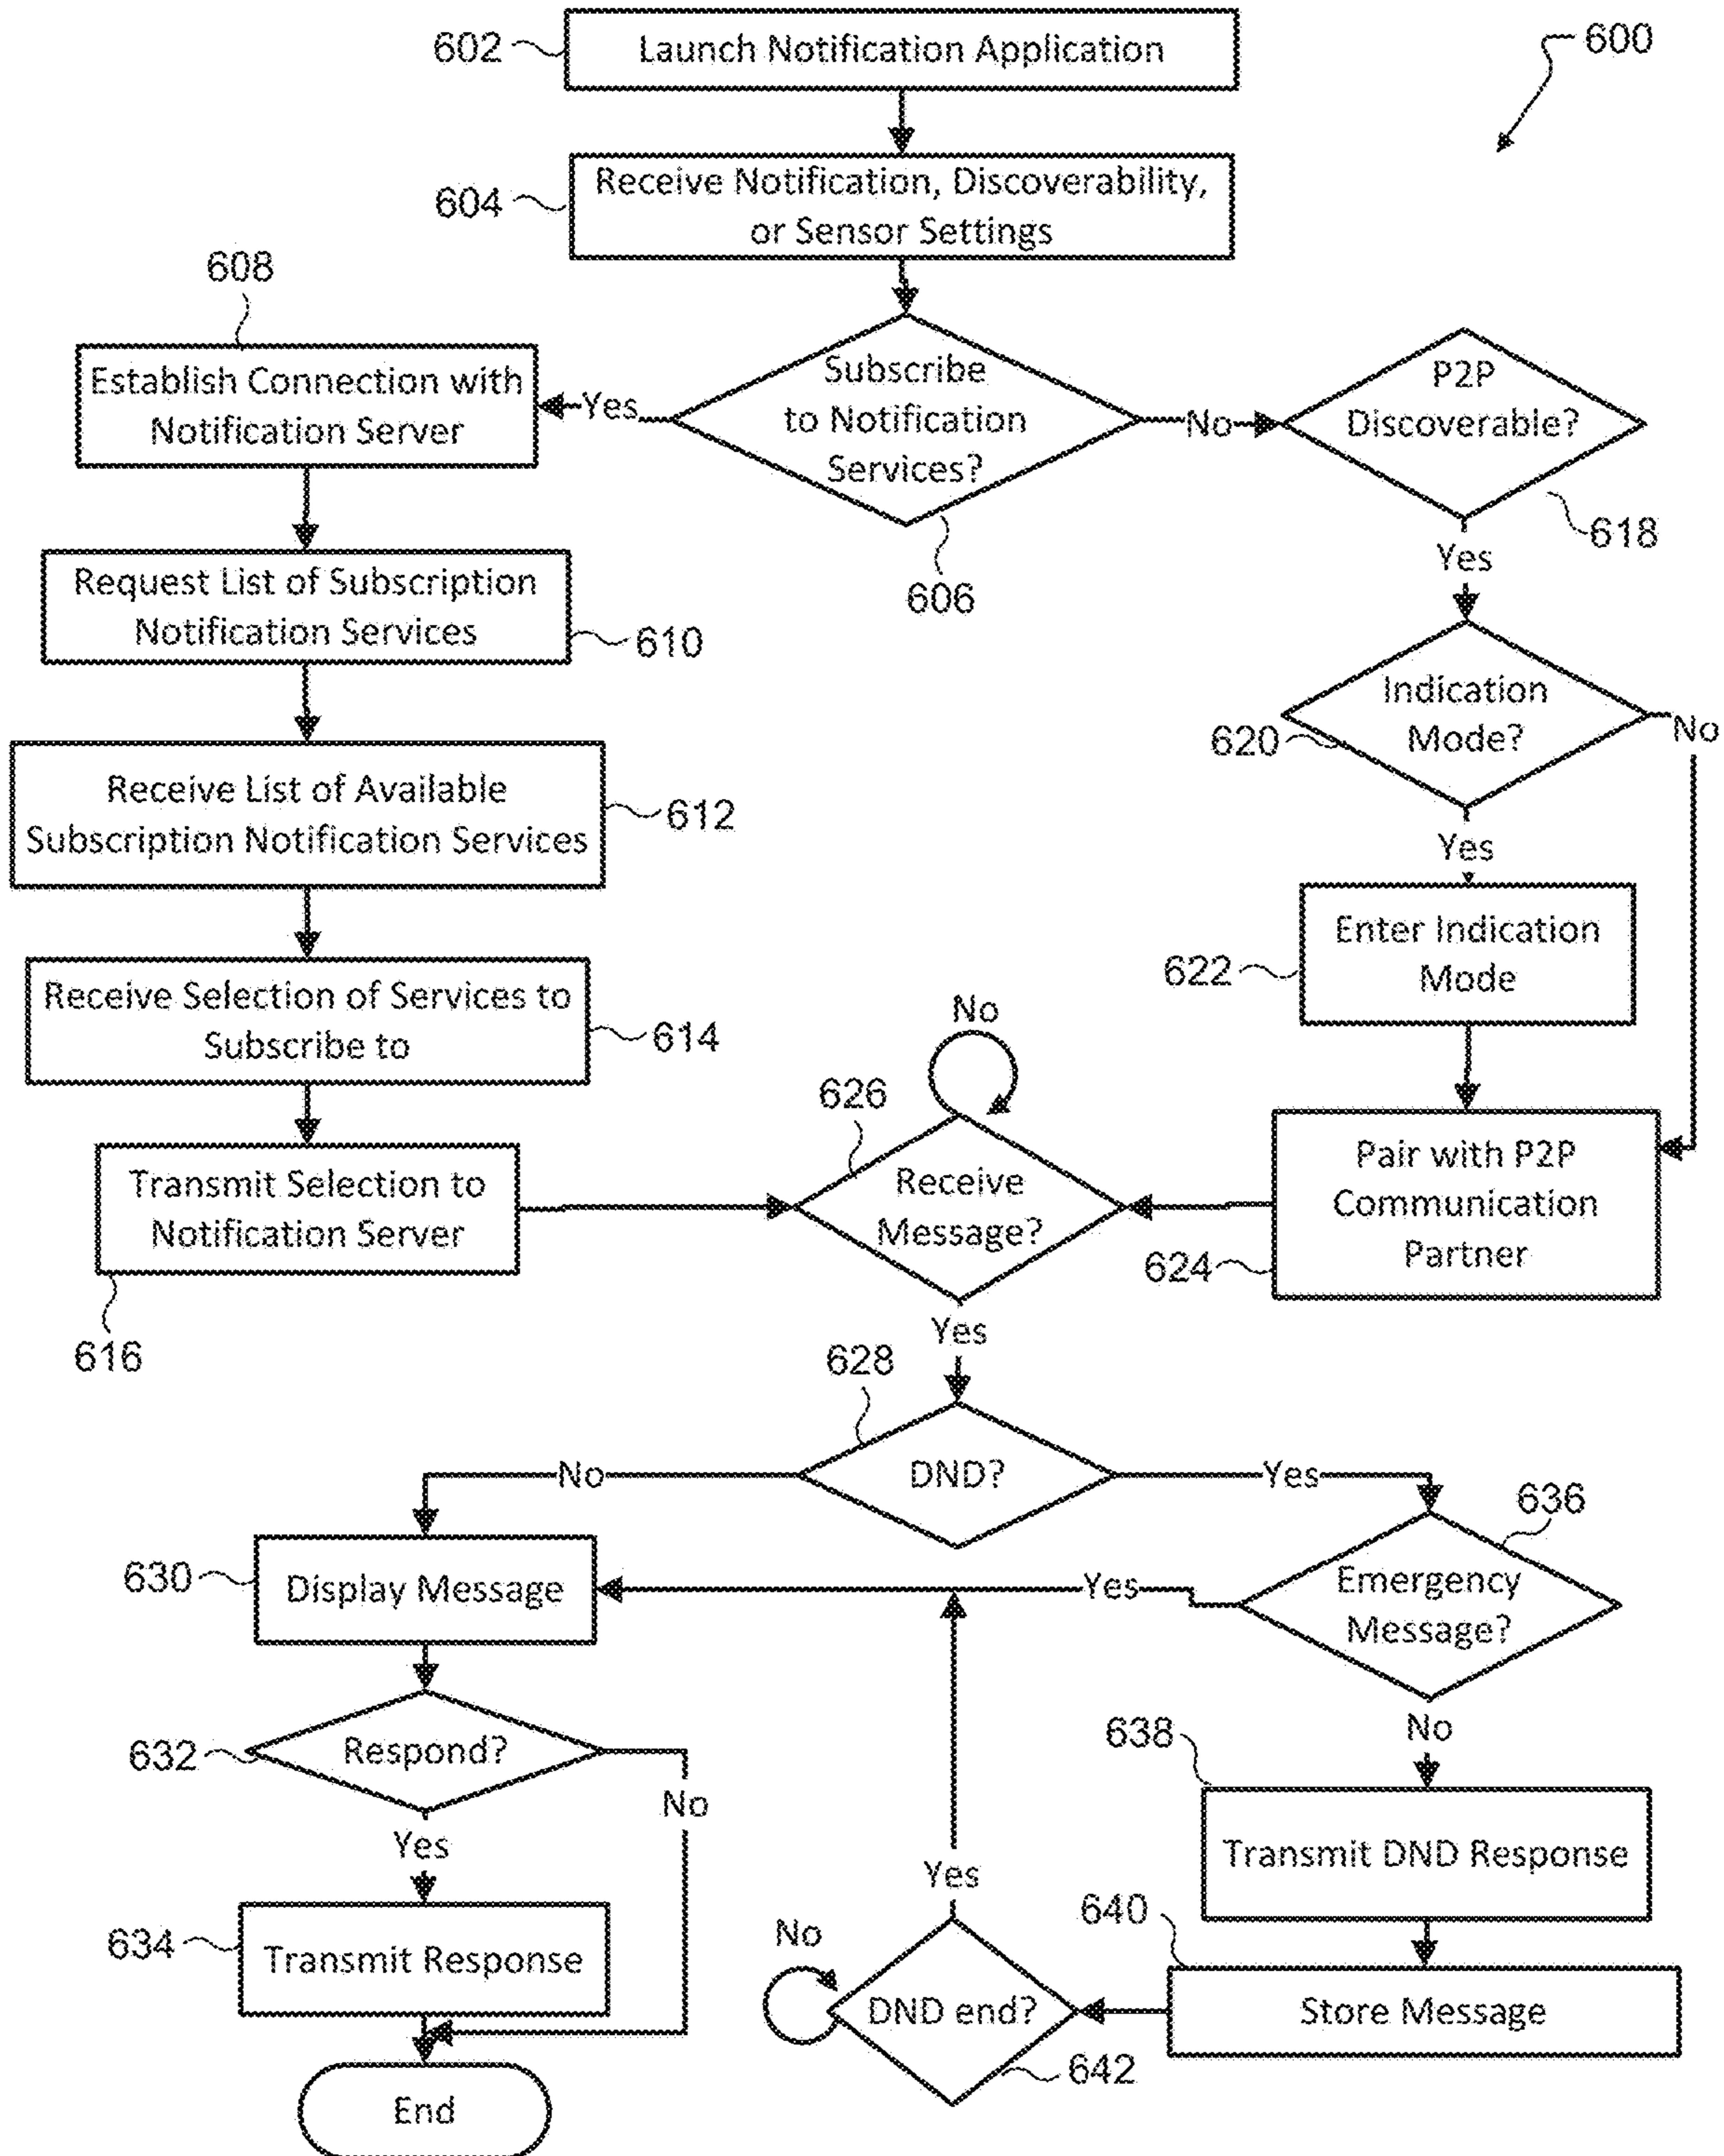 602
Launch Notification Application
600
604
Receive Notification, Discoverability,
or Sensor Settings
608
Establish Connection with
Notification Server
Yes
Subscribe
to Notification
Services?
606
No
P2P
Discoverable?
618
Yes
Request List of Subscription
Notification Services
610
Indication
Mode?
620
No
Yes
Receive List of Available
Subscription Notification Services
612
Enter Indication
Mode
622
Receive Selection of Services to
Subscribe to
614
No
626
Receive
Message?
Pair with P2P
Communication
Partner
624
Transmit Selection to
Notification Server
616
Yes
628
No
DND?
Yes
636
630
Display Message
Yes
Emergency
Message?
632
Respond?
No
No
638
Yes
Yes
Transmit DND Response
634
Transmit Response
No
640
DND end?
Store Message
642
End